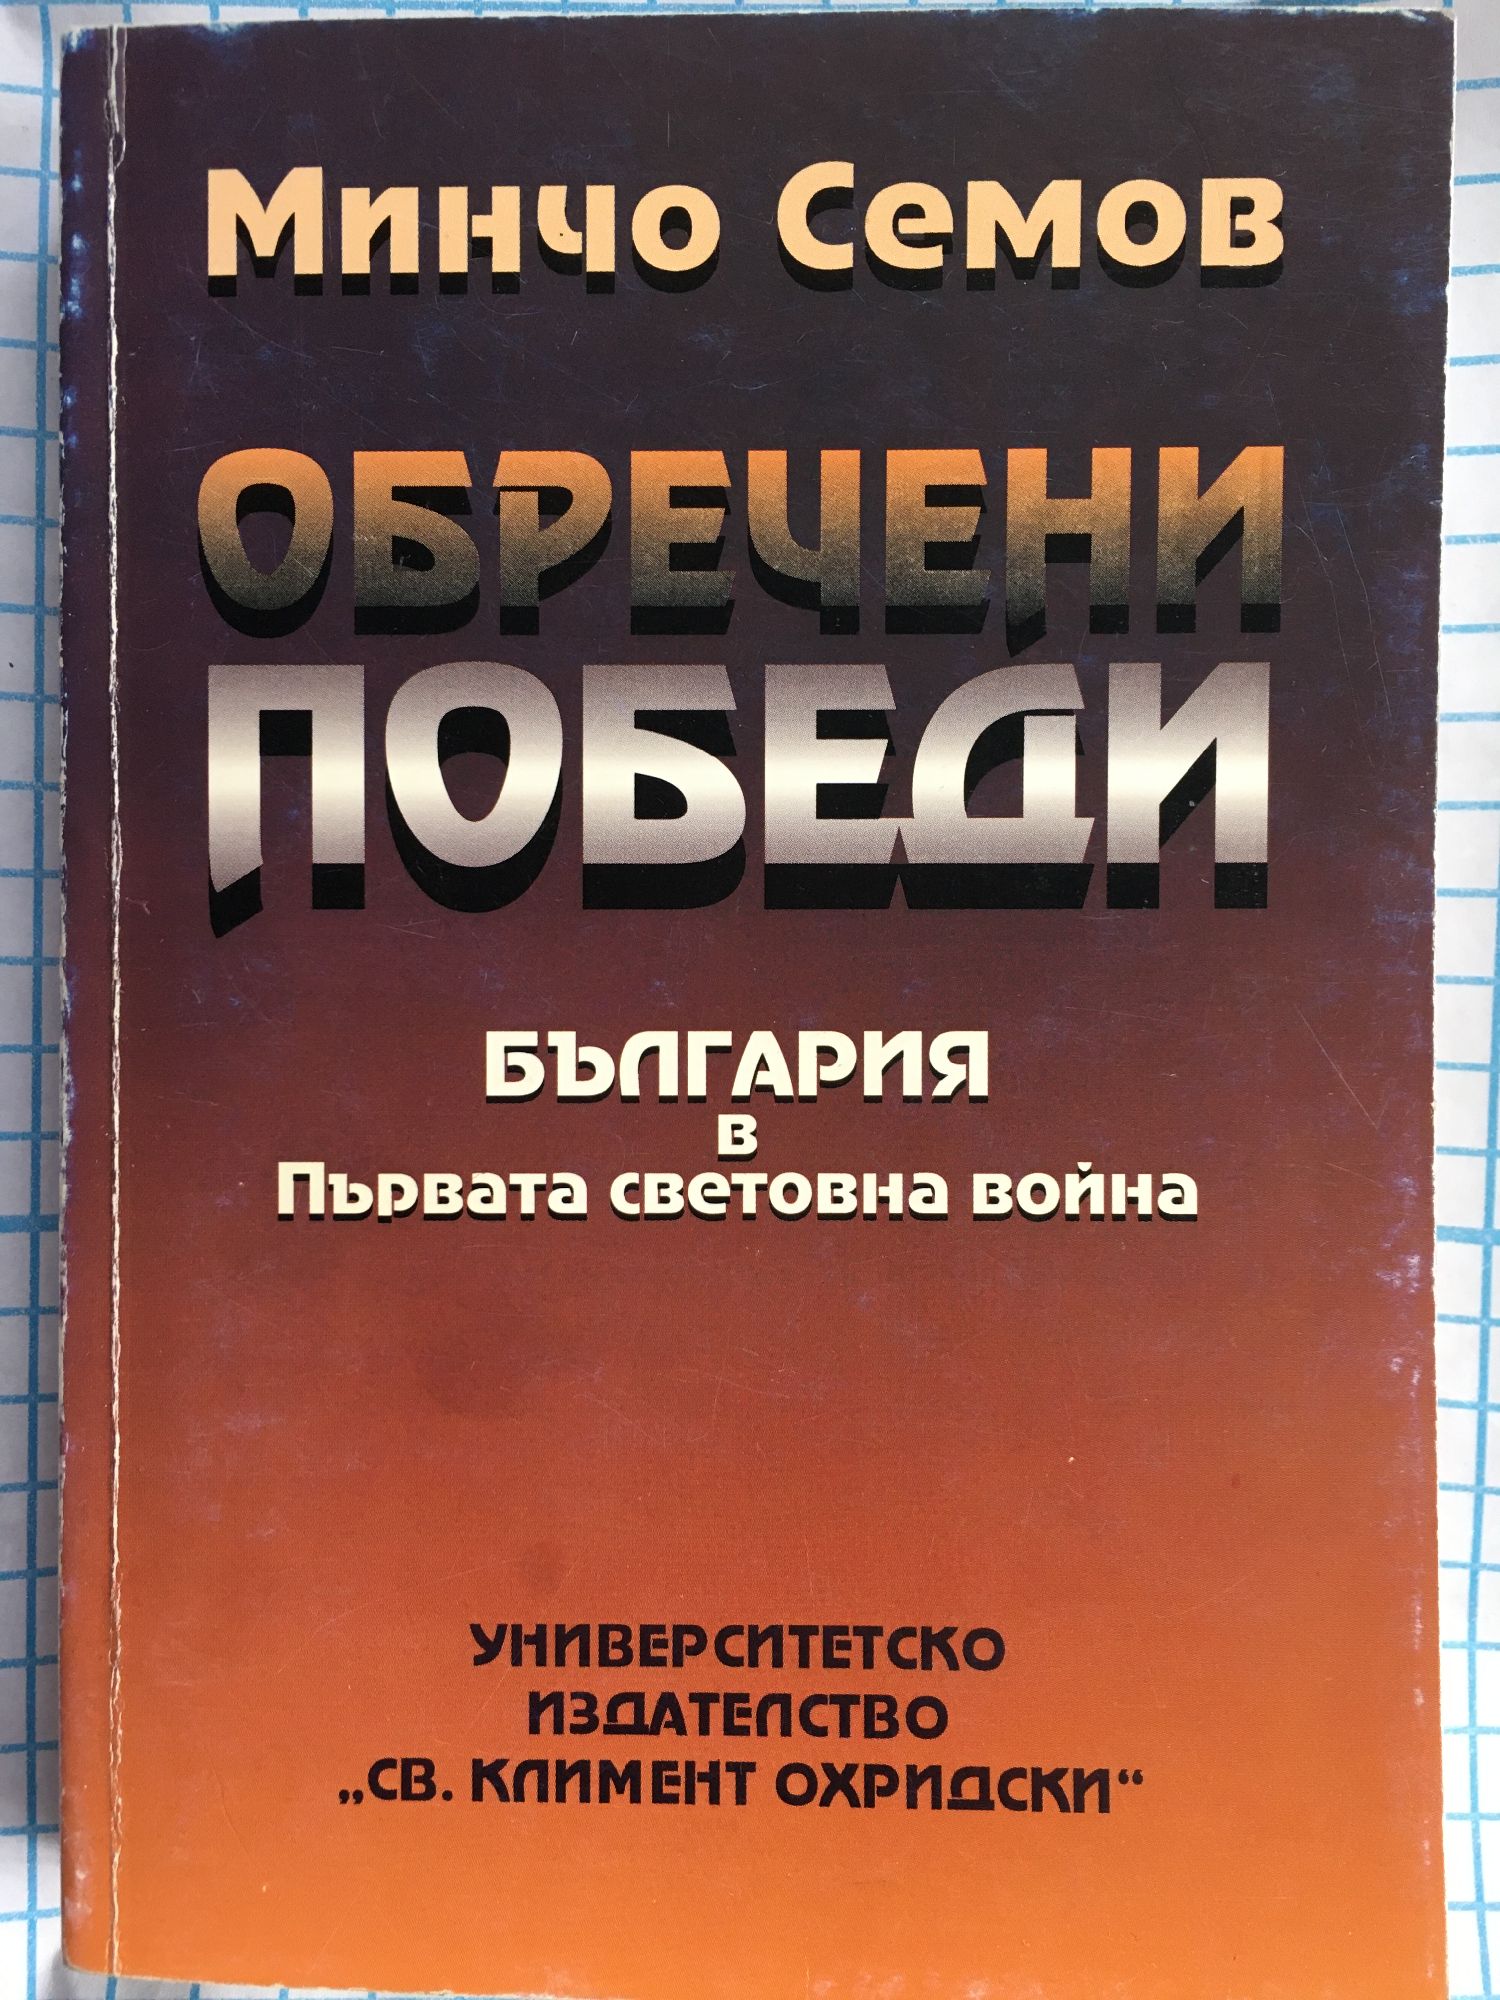 Минчо Семов
ОБРЕЧЕНИ
ПОБЕДИ
БЪЛГАРИЯ
в
Първата световна война
УНИВЕРСИТЕТСКО
ИЗДАТЕЛСТВО
„СВ. КЛИМЕНТ ОХРИДСКИ“